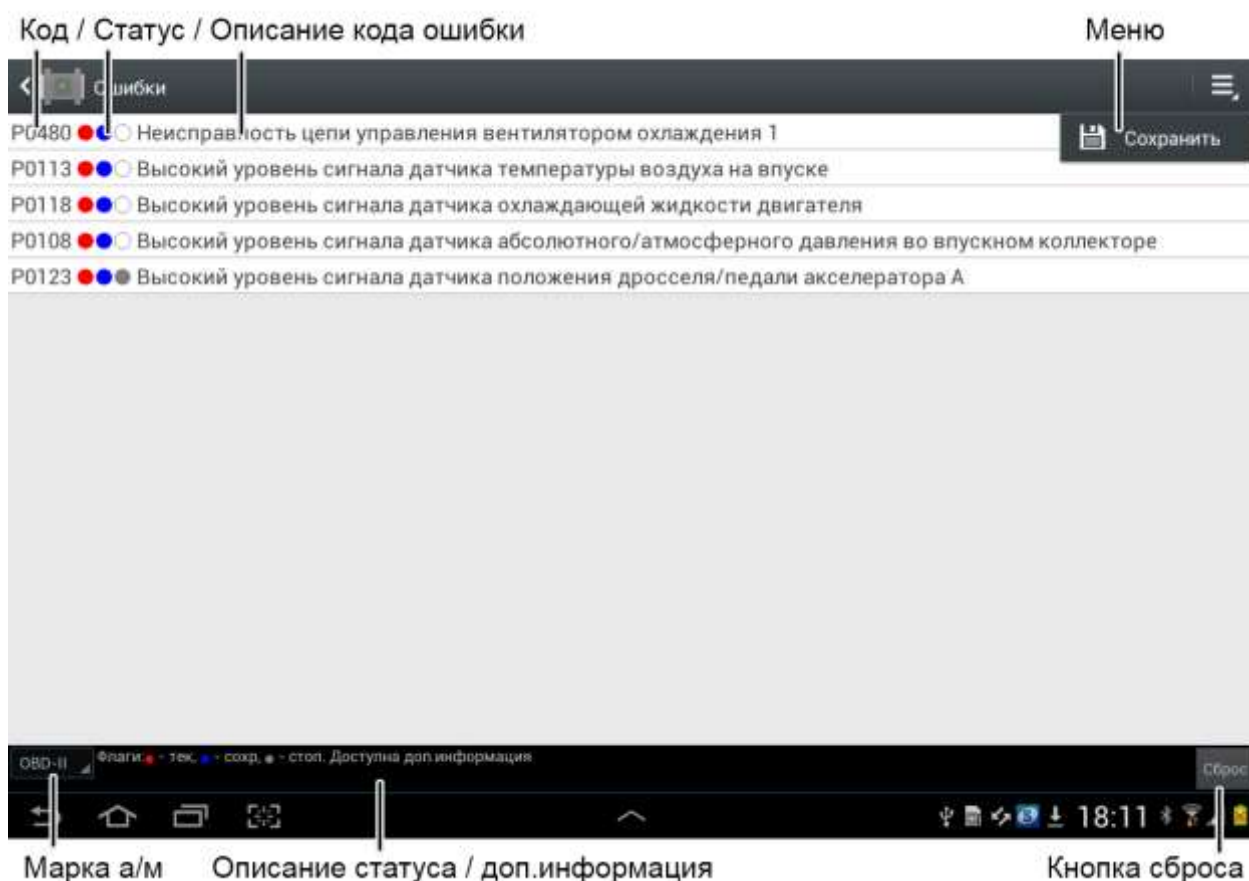 Код / Статус / Описание кода ошибки
Меню
Ошибки
P0480 Неисправность цепи управления вентилятором охлаждения 1
Сохранить
P0113 Высокий уровень сигнала датчика температуры воздуха на впуске
P0118 Высокий уровень сигнала датчика охлаждающей жидкости двигателя
P0108 Высокий уровень сигнала датчика абсолютного/атмосферного давления во впускном коллекторе
P0123 Высокий уровень сигнала датчика положения дросселя/педали акселератора А
OBD-II
Флаги: - тек, - сохр, - стоп. Доступна доп.информация
Сброс
18:11
Марка а/м
Описание статуса / доп.информация
Кнопка сброса